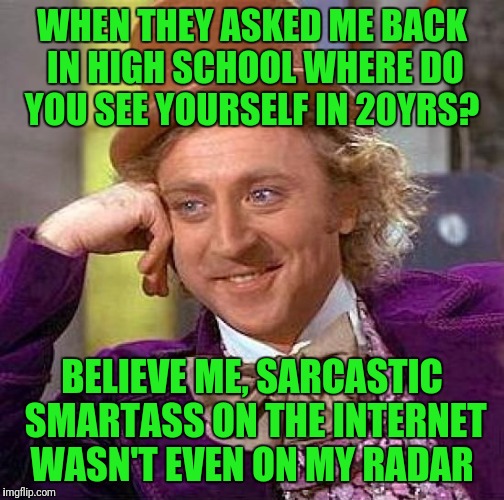 WHEN THEY ASKED ME BACK
IN HIGH SCHOOL WHERE DO
YOU SEE YOURSELF IN 20YRS?
BELIEVE ME, SARCASTIC
SMARTASS ON THE INTERNET
WASN'T EVEN ON MY RADAR
imgflip.com